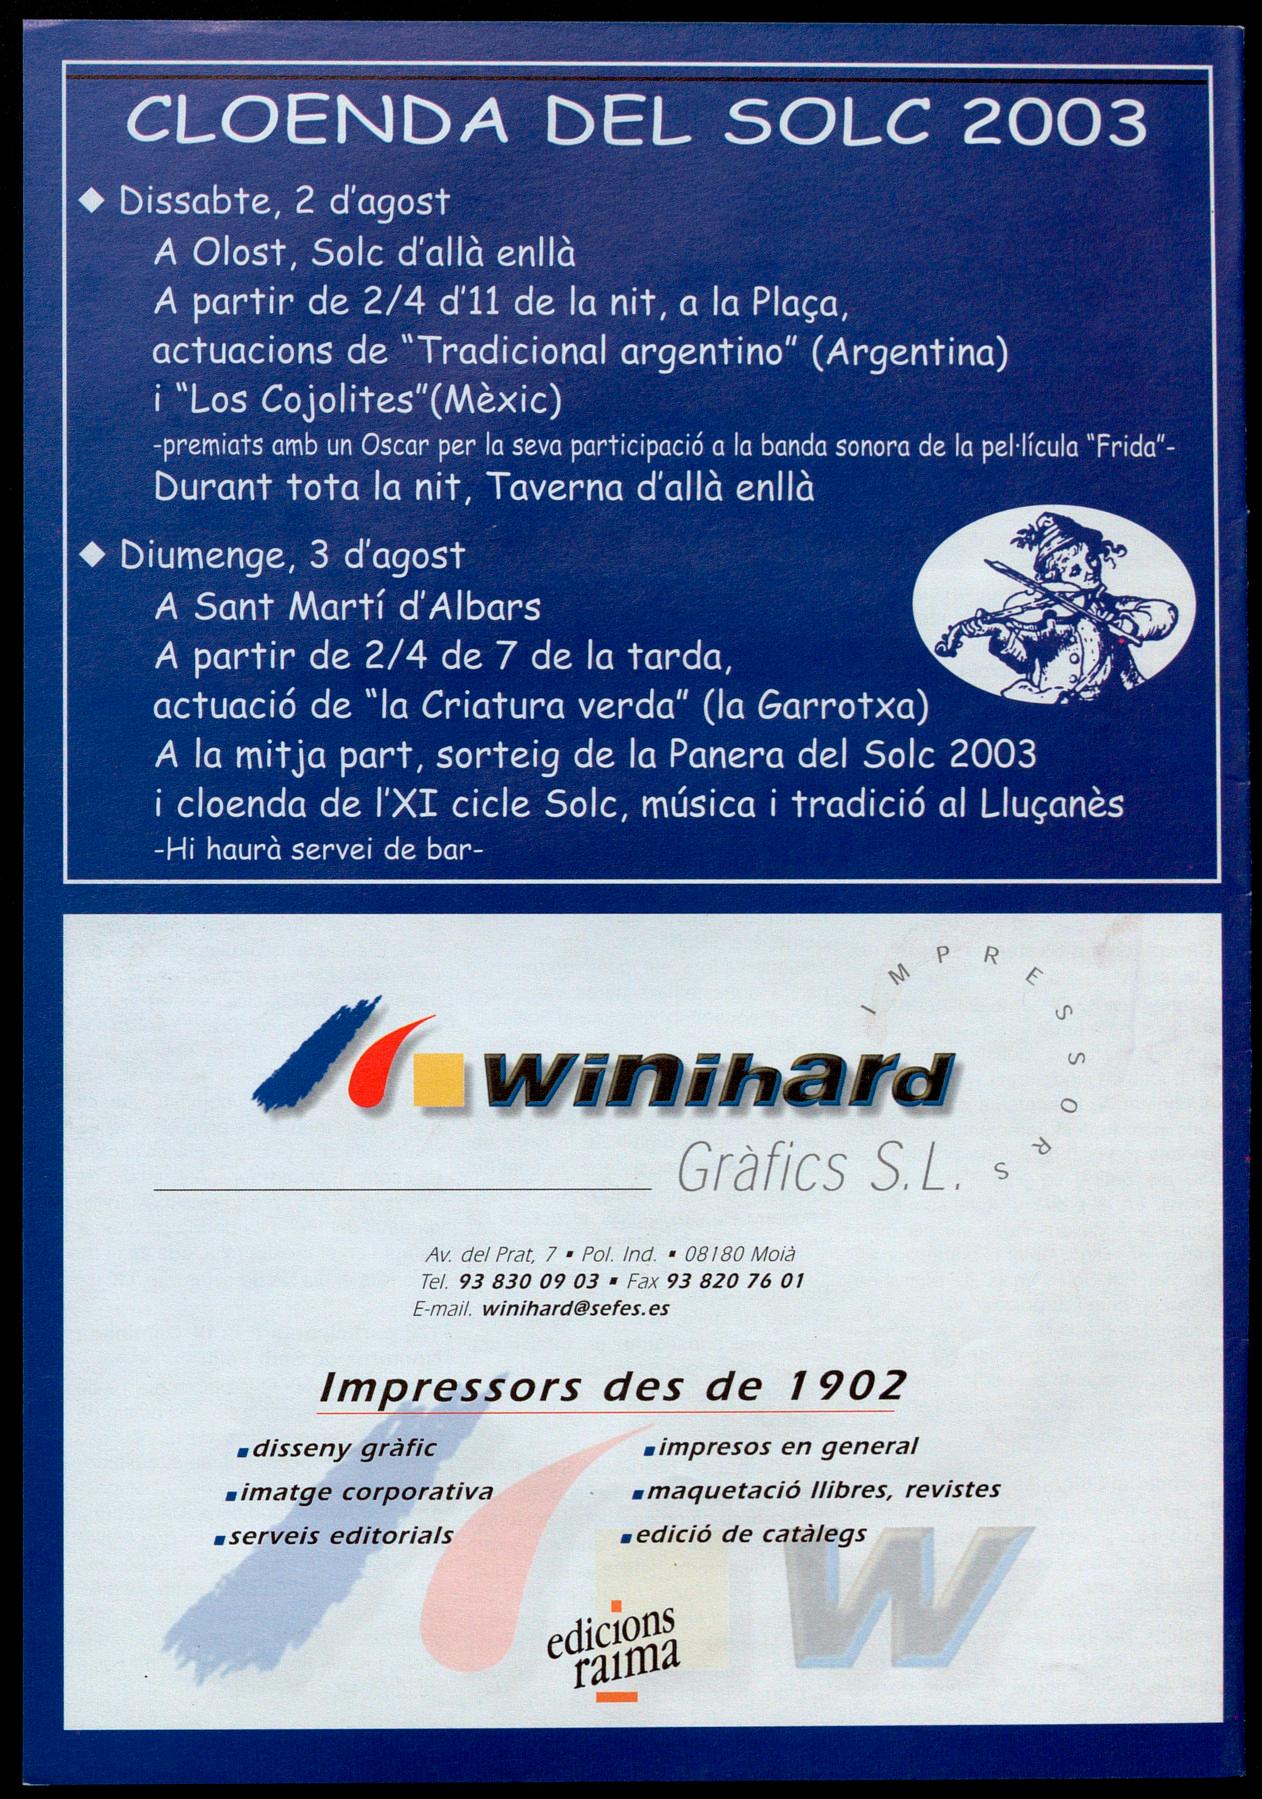 CLOENDA DEL SOLC 2003
◆ Dissabte, 2 d'agost
A Olost, Solc d'allà enllà
A partir de 2/4 d'11 de la nit, a la Plaça,
actuacions de "Tradicional argentino" (Argentina)
i "Los Cojolites"(Mèxic)
-premiats amb un Oscar per la seva participació a la banda sonora de la pel·lícula "Frida"-
Durant tota la nit, Taverna d'allà enllà
◆ Diumenge, 3 d'agost
A Sant Martí d'Albars
A partir de 2/4 de 7 de la tarda,
actuació de "la Criatura verda" (la Garrotxa)
A la mitja part, sorteig de la Panera del Solc 2003
i cloenda de l'XI cicle Solc, música i tradició al Lluçanès
-Hi haurà servei de bar-
IMPRESSORS
winihard
Gràfics S.L.
Av. del Prat, 7 ▪ Pol. Ind. ▪ 08180 Moià
Tel. 93 830 09 03 ▪ Fax 93 820 76 01
E-mail. winihard@sefes.es
Impressors des de 1902
▪disseny gràfic
▪imatge corporativa
▪serveis editorials
▪impresos en general
▪maquetació llibres, revistes
▪edició de catàlegs
w
edicions
raima